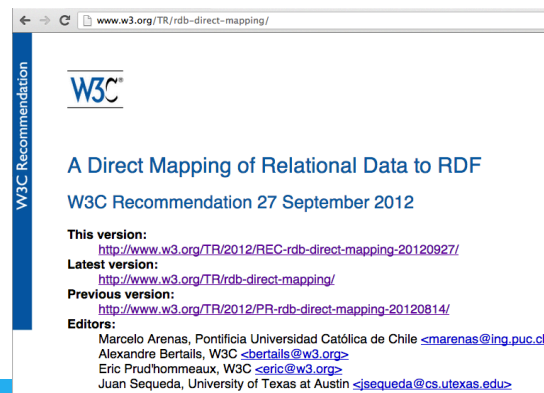 www.w3.org/TR/rdb-direct-mapping/
W3C Recommendation
W3C®
A Direct Mapping of Relational Data to RDF
W3C Recommendation 27 September 2012
This version:
http://www.w3.org/TR/2012/REC-rdb-direct-mapping-20120927/
Latest version:
http://www.w3.org/TR/rdb-direct-mapping/
Previous version:
http://www.w3.org/TR/2012/PR-rdb-direct-mapping-20120814/
Editors:
Marcelo Arenas, Pontificia Universidad Católica de Chile <marenas@ing.puc.cl
Alexandre Bertails, W3C <bertails@w3.org>
Eric Prud'hommeaux, W3C <eric@w3.org>
Juan Sequeda, University of Texas at Austin <jsequeda@cs.utexas.edu>